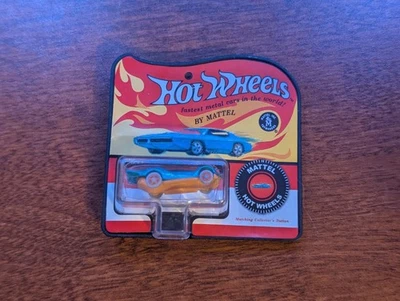 HOT WHEELS
fastest metal cars in the world!
BY MATTEL
MATTEL
HOT WHEELS